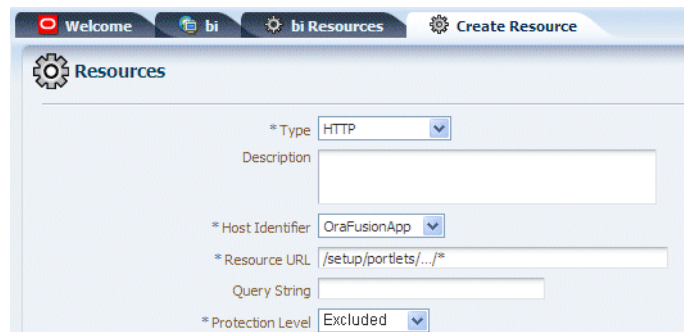 Welcome bi bi Resources Create Resource
Resources
* Type HTTP
Description
* Host Identifier OraFusionApp
* Resource URL /setup/portlets/.../*
Query String
* Protection Level Excluded